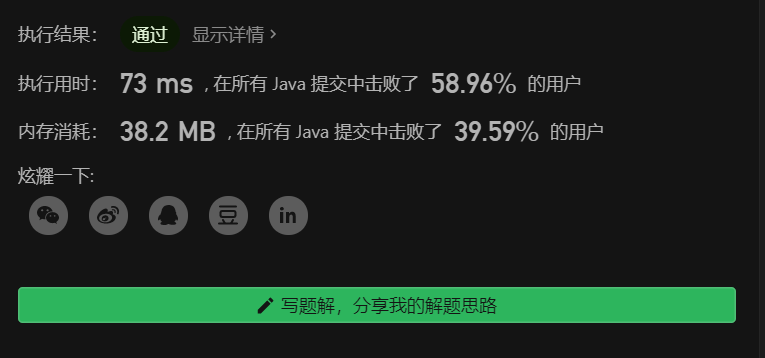 执行结果： 通过 显示详情 >
执行用时： 73 ms , 在所有 Java 提交中击败了 58.96% 的用户
内存消耗： 38.2 MB , 在所有 Java 提交中击败了 39.59% 的用户
炫耀一下:
豆 in
写题解，分享我的解题思路